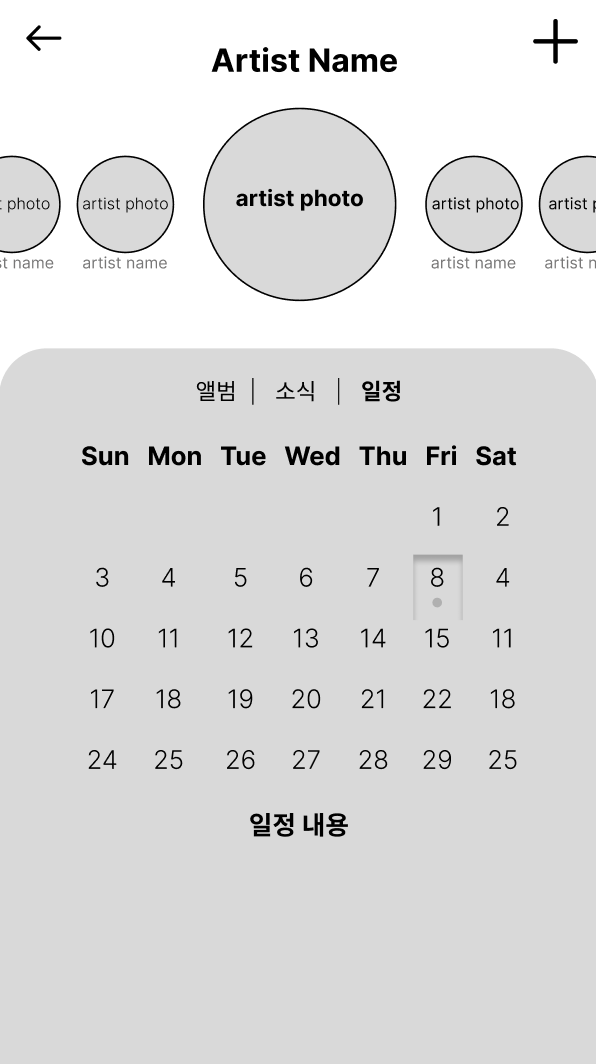 Artist Name
t photo artist photo artist photo artist photo artist p
st name artist name artist name artist n
앨범 | 소식 | 일정
Sun Mon Tue Wed Thu Fri Sat
1 2
3 4 5 6 7 8 4
10 11 12 13 14 15 11
17 18 19 20 21 22 18
24 25 26 27 28 29 25
일정 내용